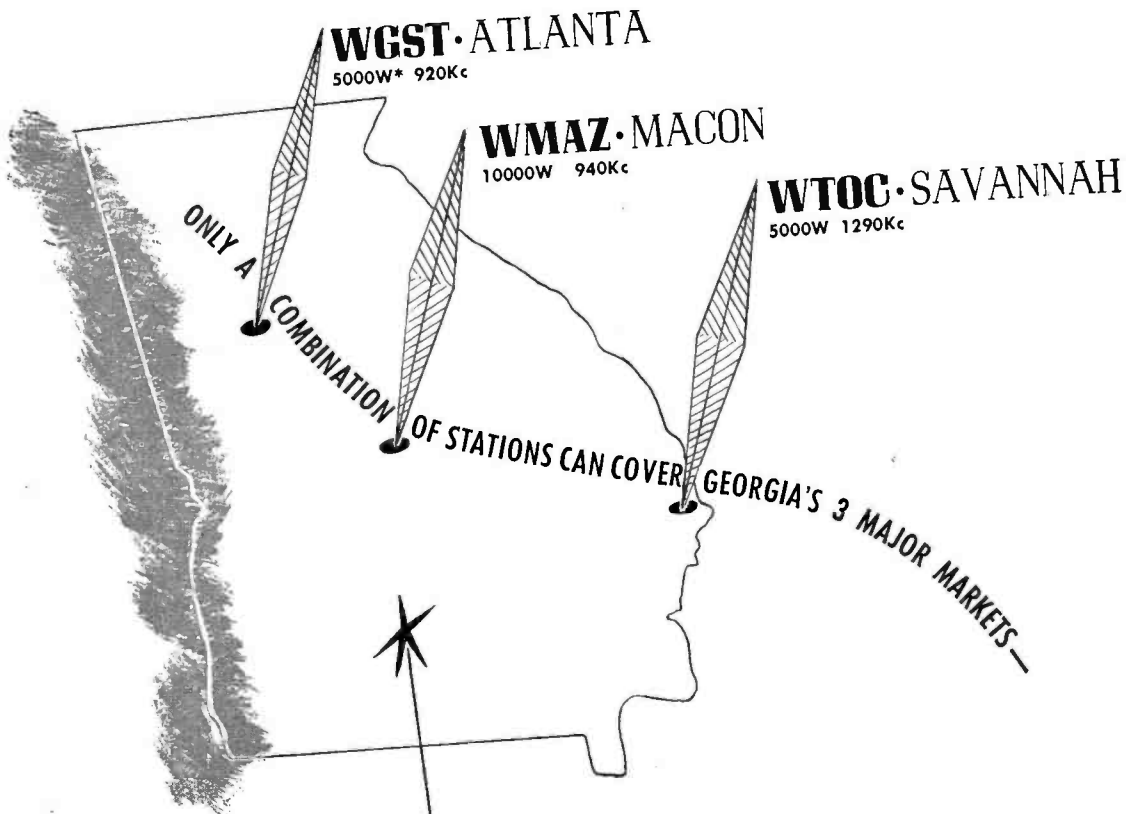 WGST·ATLANTA
5000W* 920Kc
WMAZ·MACON
10000W 940Kc
WTOC·SAVANNAH
5000W 1290Kc
ONLY A COMBINATION OF STATIONS CAN COVER GEORGIA'S 3 MAJOR MARKETS—